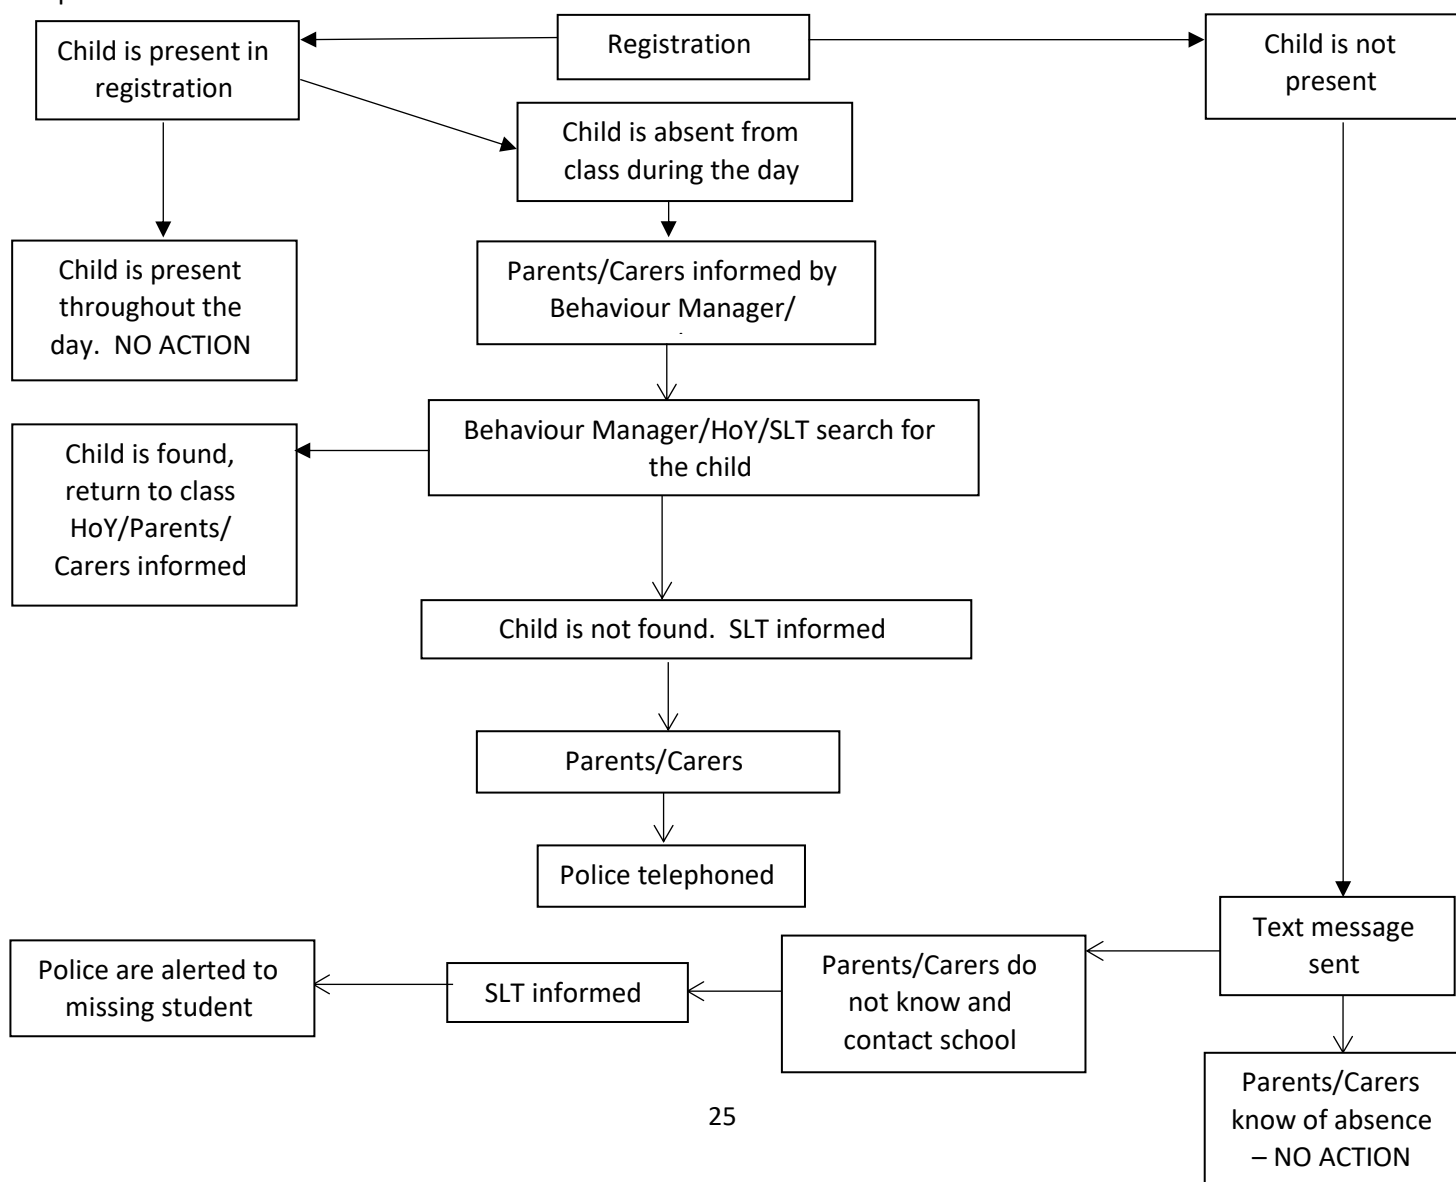 Child is present in
registration
Registration
Child is not
present
Child is absent from
class during the day
Child is present
throughout the
day.  NO ACTION
Parents/Carers informed by
Behaviour Manager/
Behaviour Manager/HoY/SLT search for
the child
Child is found,
return to class
HoY/Parents/
Carers informed
Child is not found.  SLT informed
Parents/Carers
Police telephoned
Text message
sent
Parents/Carers do
not know and
contact school
SLT informed
Police are alerted to
missing student
Parents/Carers
know of absence
– NO ACTION
25